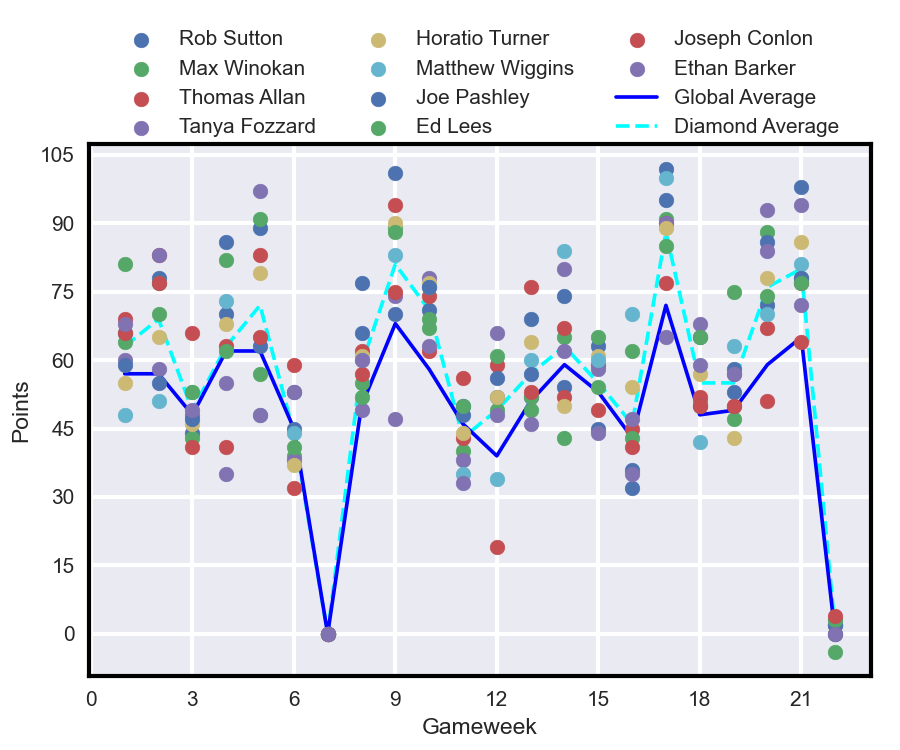 Rob Sutton
Max Winokan
Thomas Allan
Tanya Fozzard
Horatio Turner
Matthew Wiggins
Joe Pashley
Ed Lees
Joseph Conlon
Ethan Barker
Global Average
Diamond Average
105
90
75
60
45
30
15
0
Points
0 3 6 9 12 15 18 21
Gameweek